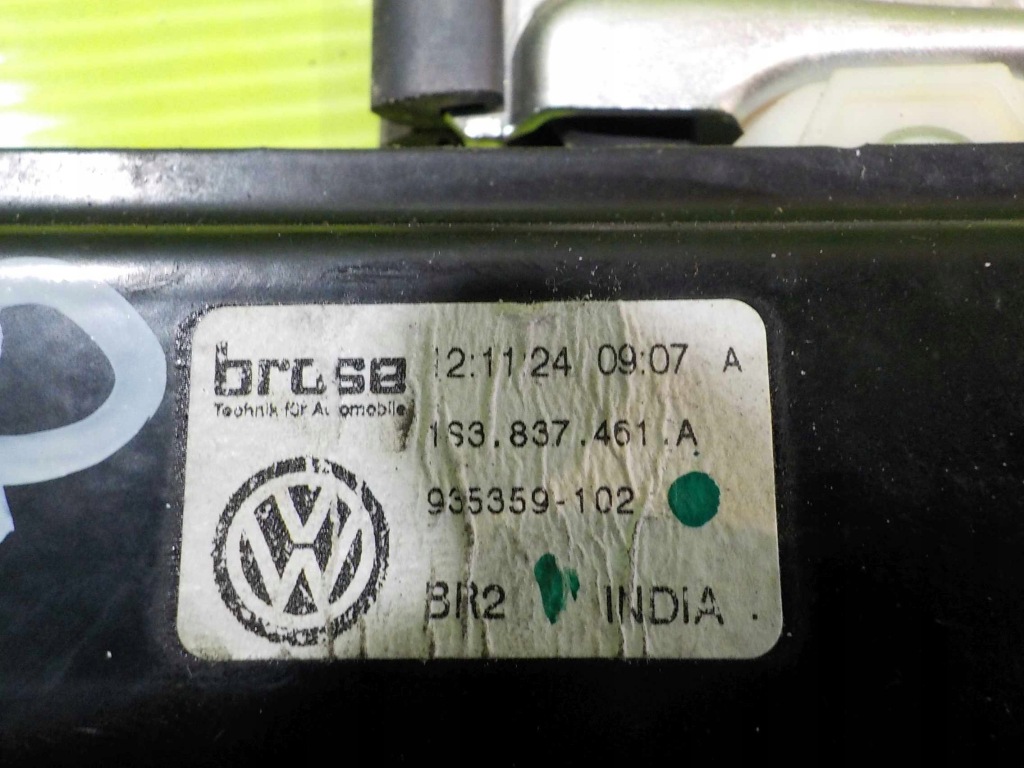 brose
Technik für Automobile
12:11:24 09:07 A
1S3.837.461.A
935359-102
BR2 INDIA .
P